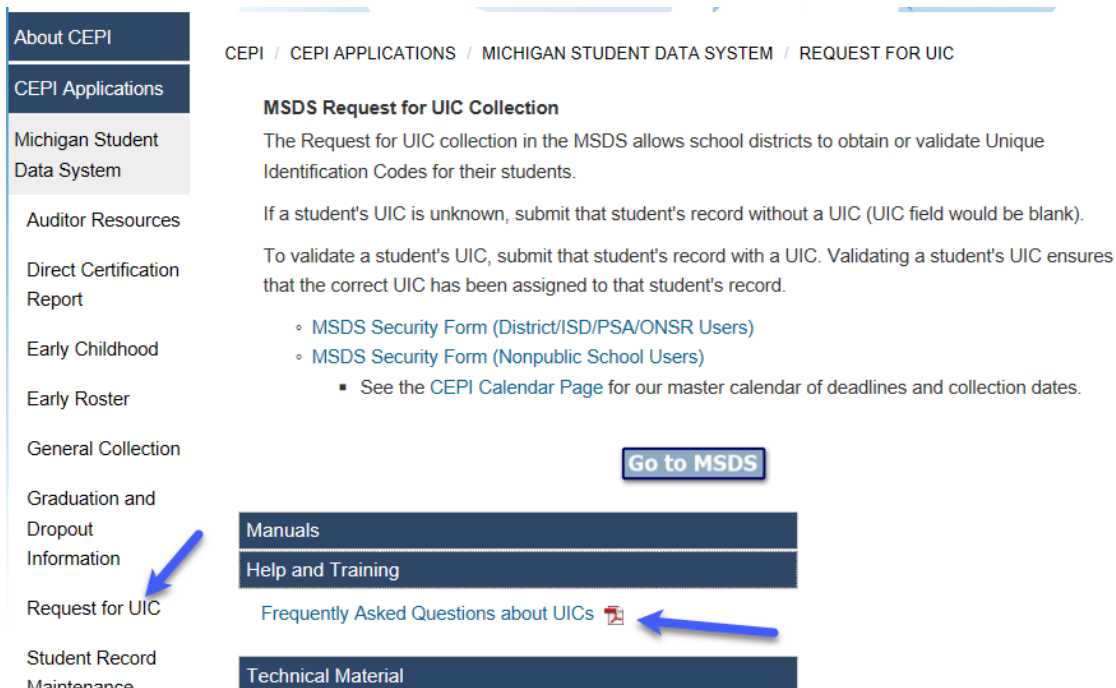 About CEPI
CEPI Applications
Michigan Student
Data System
Auditor Resources
Direct Certification
Report
Early Childhood
Early Roster
General Collection
Graduation and
Dropout
Information
Request for UIC
Student Record
Maintenance
CEPI / CEPI APPLICATIONS / MICHIGAN STUDENT DATA SYSTEM / REQUEST FOR UIC
MSDS Request for UIC Collection
The Request for UIC collection in the MSDS allows school districts to obtain or validate Unique
Identification Codes for their students.
If a student's UIC is unknown, submit that student's record without a UIC (UIC field would be blank).
To validate a student's UIC, submit that student's record with a UIC. Validating a student's UIC ensures
that the correct UIC has been assigned to that student's record.
◦ MSDS Security Form (District/ISD/PSA/ONSR Users)
◦ MSDS Security Form (Nonpublic School Users)
▪ See the CEPI Calendar Page for our master calendar of deadlines and collection dates.
Go to MSDS
Manuals
Help and Training
Frequently Asked Questions about UICs
Technical Material